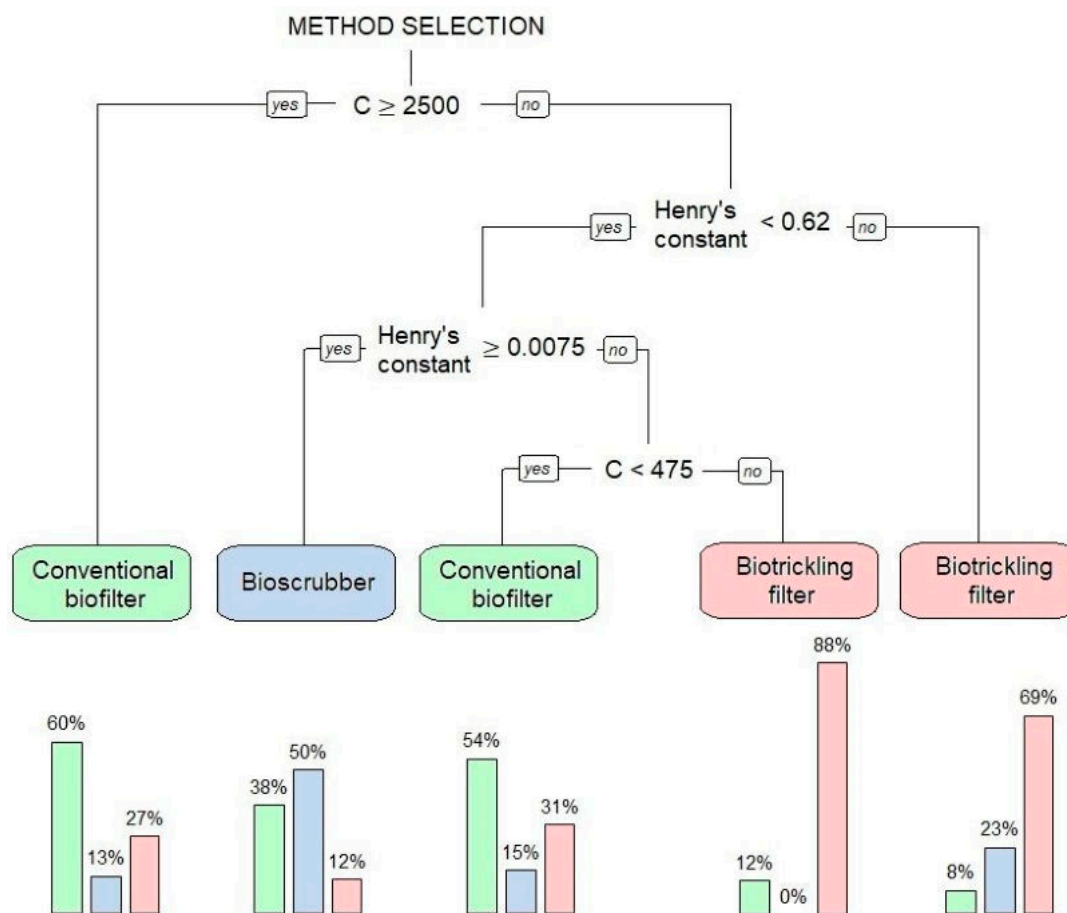 METHOD SELECTION
yes C ≥ 2500 no
yes Henry's constant < 0.62 no
yes Henry's constant ≥ 0.0075 no
yes C < 475 no
Conventional
biofilter
Bioscrubber
Conventional
biofilter
Biotrickling
filter
Biotrickling
filter
60%
13%
27%
38%
50%
12%
54%
15%
31%
12%
0%
88%
8%
23%
69%